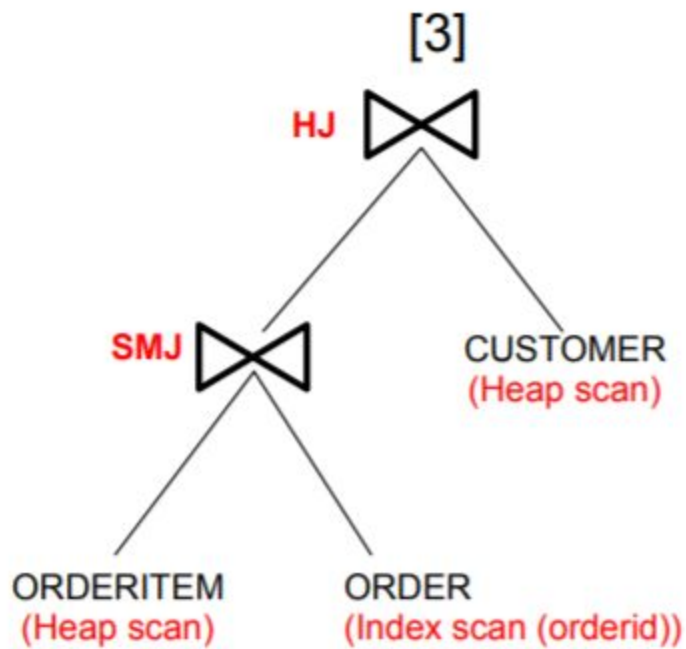 [3]
HJ
SMJ
CUSTOMER
(Heap scan)
ORDERITEM
(Heap scan)
ORDER
(Index scan (orderid))